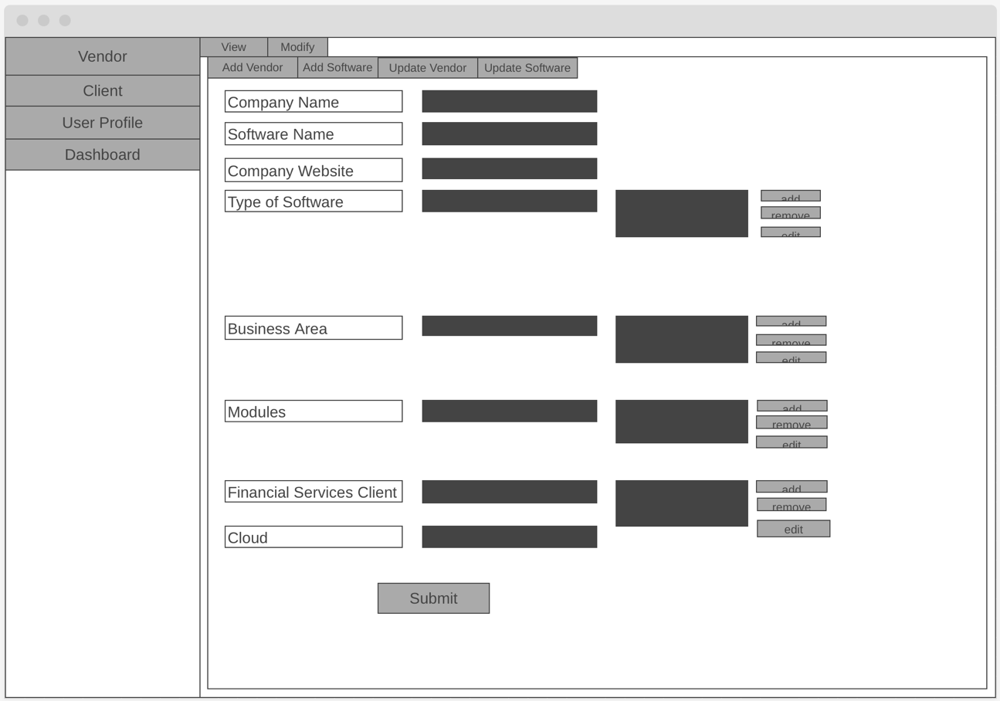 Vendor
Client
User Profile
Dashboard
View Modify
Add Vendor Add Software Update Vendor Update Software
Company Name
Software Name
Company Website
Type of Software
add
remove
edit
Business Area
add
remove
edit
Modules
add
remove
edit
Financial Services Client
add
remove
edit
Cloud
Submit